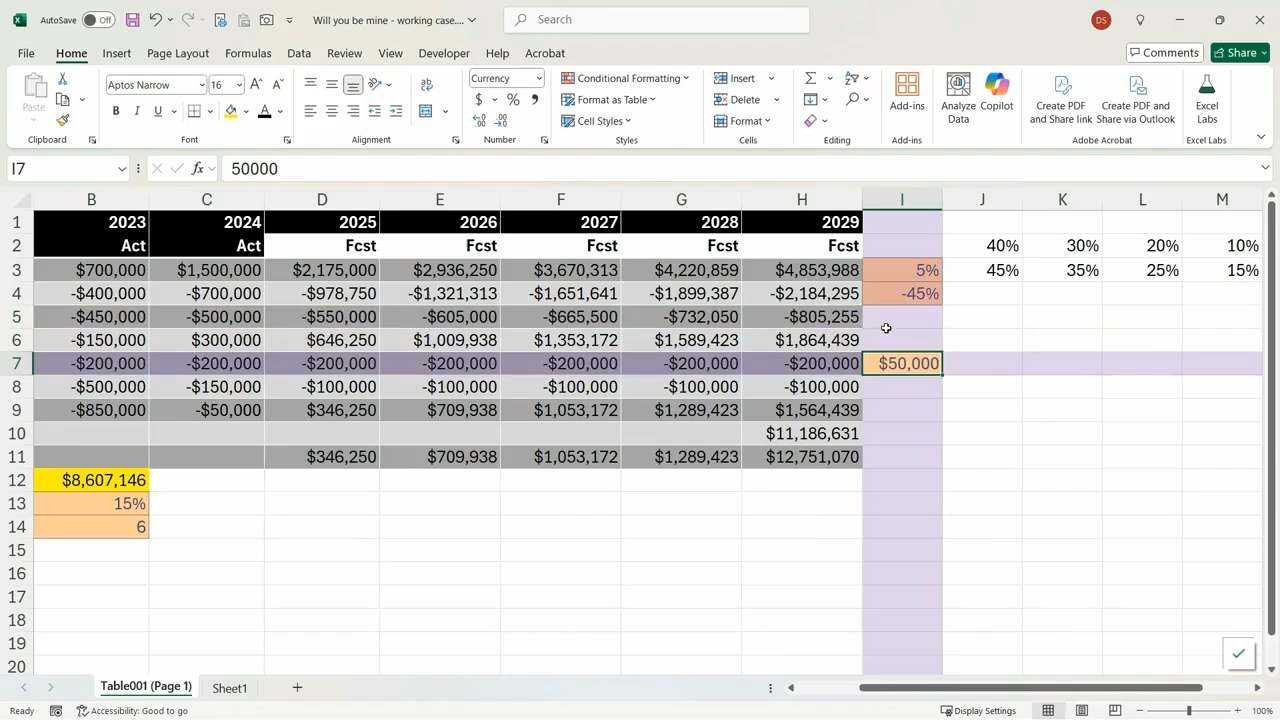 AutoSave Off Will you be mine - working case.... Search DS
File Home Insert Page Layout Formulas Data Review View Developer Help Acrobat Comments Share
Paste Aptos Narrow 16 Currency Conditional Formatting Insert Delete Format
B I U $ % Format as Table Cell Styles Add-ins Analyze Data Copilot Create PDF and Share link Create PDF and Share via Outlook Excel Labs
Clipboard Font Alignment Number Styles Cells Editing Add-ins Adobe Acrobat Excel Labs
I7 fx 50000
B C D E F G H I J K L M
1 2023 2024 2025 2026 2027 2028 2029
2 Act Act Fcst Fcst Fcst Fcst Fcst 40% 30% 20% 10%
3 $700,000 $1,500,000 $2,175,000 $2,936,250 $3,670,313 $4,220,859 $4,853,988 5% 45% 35% 25% 15%
4 -$400,000 -$700,000 -$978,750 -$1,321,313 -$1,651,641 -$1,899,387 -$2,184,295 -45%
5 -$450,000 -$500,000 -$550,000 -$605,000 -$665,500 -$732,050 -$805,255
6 -$150,000 $300,000 $646,250 $1,009,938 $1,353,172 $1,589,423 $1,864,439
7 -$200,000 -$200,000 -$200,000 -$200,000 -$200,000 -$200,000 -$200,000 $50,000
8 -$500,000 -$150,000 -$100,000 -$100,000 -$100,000 -$100,000 -$100,000
9 -$850,000 -$50,000 $346,250 $709,938 $1,053,172 $1,289,423 $1,564,439
10 $11,186,631
11 $346,250 $709,938 $1,053,172 $1,289,423 $12,751,070
12 $8,607,146
13 15%
14 6
15
16
17
18
19
20
Table001 (Page 1) Sheet1
Ready Accessibility: Good to go Display Settings 100%